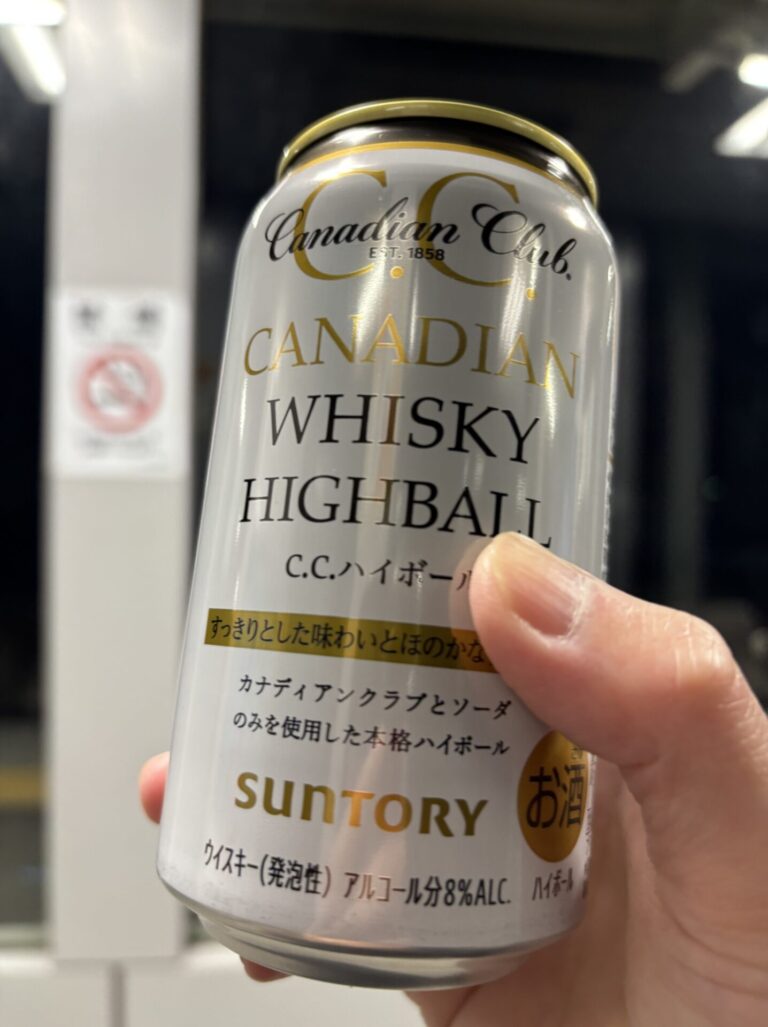 C.C.
Canadian Club.
EST. 1858
CANADIAN
WHISKY
HIGHBALL
C.C.ハイボール
すっきりとした味わいとほのかな
カナディアンクラブとソーダ
のみを使用した本格ハイボール
SUNTORY
お酒
ウイスキー(発泡性) アルコール分8%ALC.
ハイボール